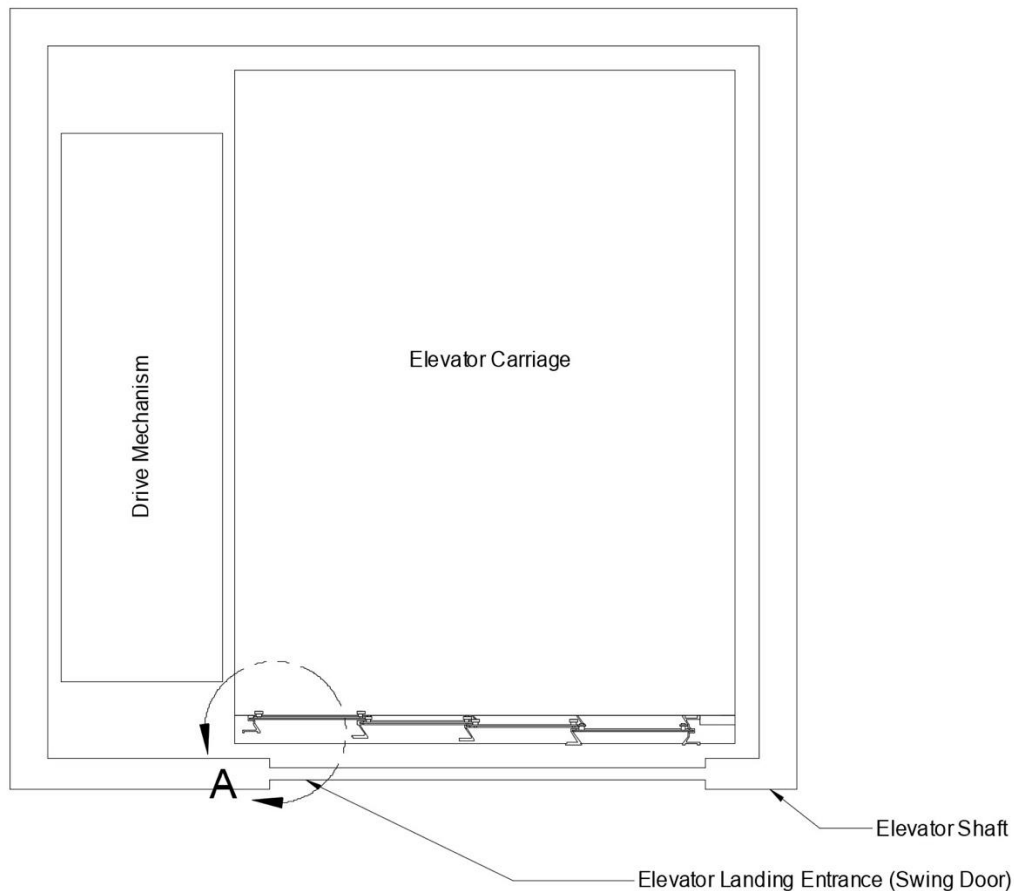 Elevator Carriage
Drive Mechanism
A
Elevator Shaft
Elevator Landing Entrance (Swing Door)